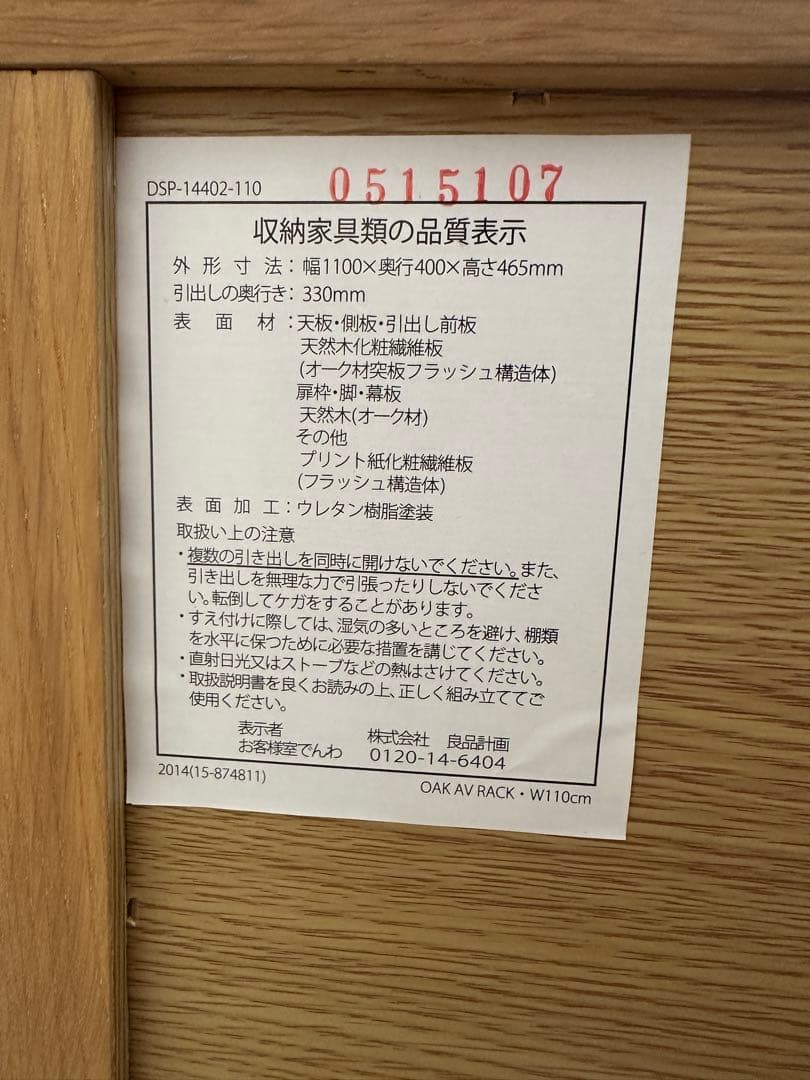 DSP-14402-110
0515107
収納家具類の品質表示
外形寸法：幅1100×奥行400×高さ465mm
引出しの奥行き：330mm
表面材：天板・側板・引出し前板
天然木化粧繊維板
(オーク材突板フラッシュ構造体)
扉枠・脚・幕板
天然木(オーク材)
その他
プリント紙化粧繊維板
(フラッシュ構造体)
表面加工：ウレタン樹脂塗装
取扱い上の注意
・複数の引き出しを同時に開けないでください。また、
引き出しを無理な力で引張ったりしないでくださ
い。転倒してケガをすることがあります。
・すえ付けに際しては、湿気の多いところを避け、棚類
を水平に保つために必要な措置を講じてください。
・直射日光又はストーブなどの熱はさけてください。
・取扱説明書を良くお読みの上、正しく組み立ててご
使用ください。
表示者 株式会社 良品計画
お客様室でんわ 0120-14-6404
2014(15-874811)
OAK AV RACK・W110cm